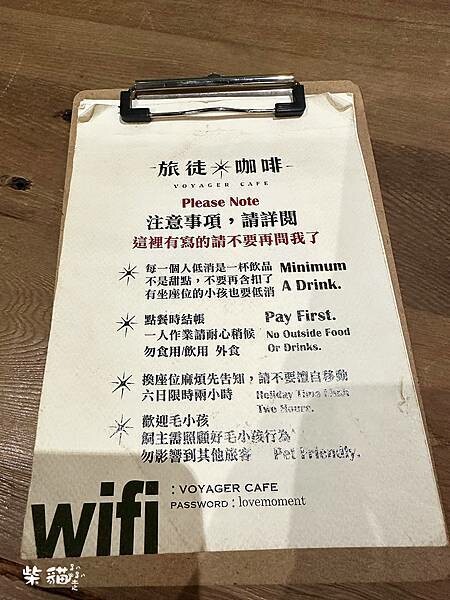 旅徒 咖啡
VOYAGER CAFE
Please Note
注意事項，請詳閱
這裡有寫的請不要再問我了
每一個人低消是一杯飲品 Minimum
不是甜點，不要再含扣了 A Drink.
有坐座位的小孩也要低消
點餐時結帳 Pay First.
一人作業請耐心稍候 No Outside Food
勿食用/飲用 外食 Or Drinks.
換座位麻煩先告知，請不要擅自移動
六日限時兩小時 Holiday Time Limit
Two Hours.
歡迎毛小孩
飼主需照顧好毛小孩行為
勿影響到其他旅客 Pet Friendly.
wifi : VOYAGER CAFE
PASSWORD : lovemoment
柴貓